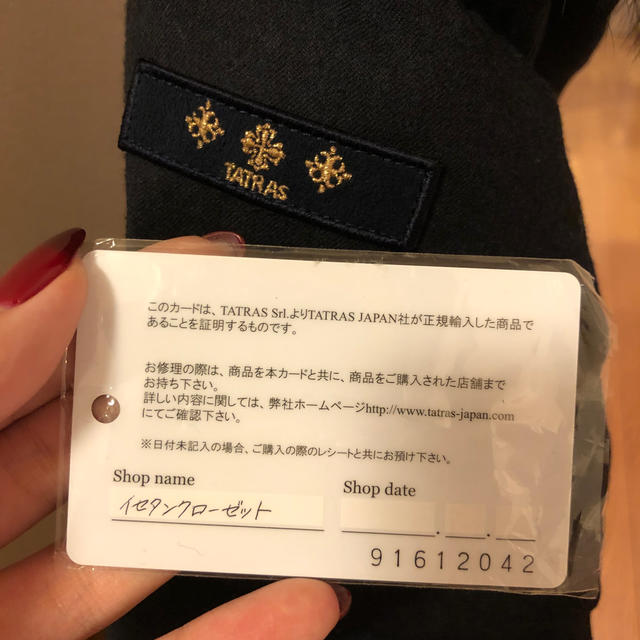 TATRAS
このカードは、TATRAS Srl.よりTATRAS JAPAN社が正規輸入した商品で
あることを証明するものです。
お修理の際は、商品を本カードと共に、商品をご購入された店舗まで
お持ち下さい。
詳しい内容に関しては、弊社ホームページhttp://www.tatras-japan.com
にてご確認下さい。
※日付未記入の場合、ご購入の際のレシートと共にお預け下さい。
Shop name
Shop date
イセタンクローゼット
. .
91612042